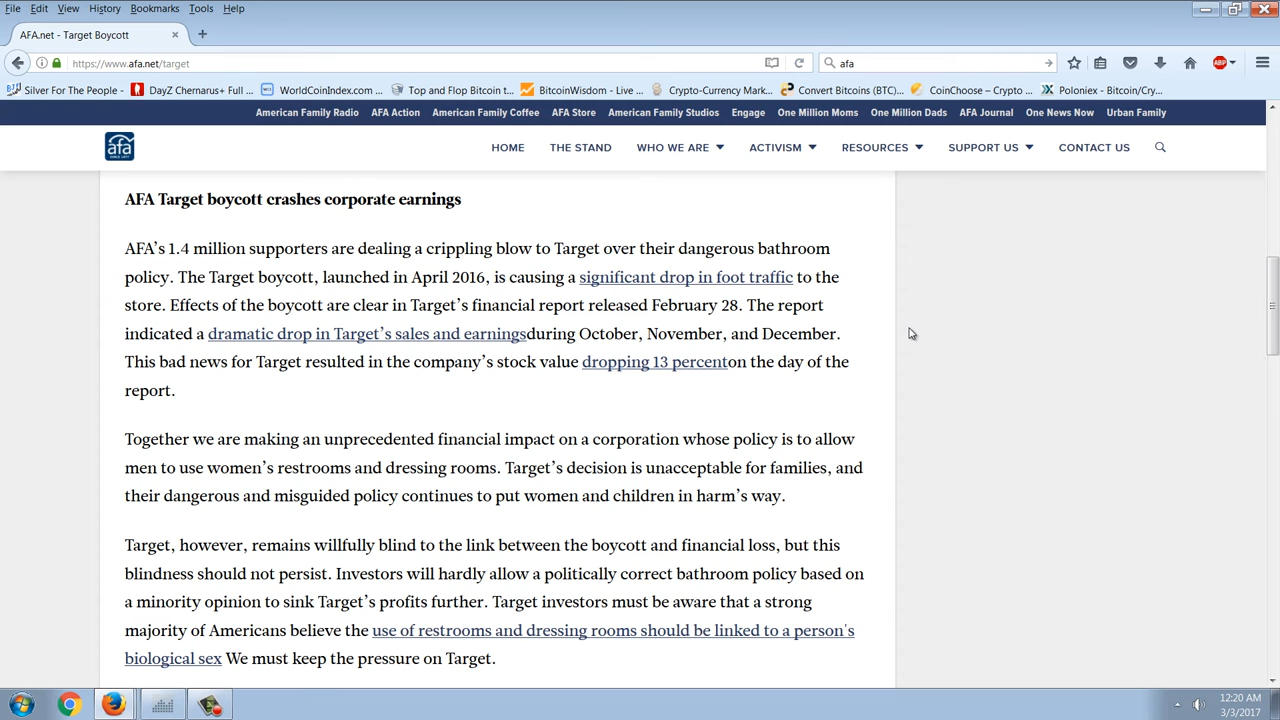 File Edit View History Bookmarks Tools Help
AFA.net - Target Boycott
https://www.afa.net/target
afa
Silver For The People - DayZ Chernarus+ Full ... WorldCoinIndex.com ... Top and Flop Bitcoin t... BitcoinWisdom - Live ... Crypto-Currency Mark... Convert Bitcoins (BTC)... CoinChoose – Crypto ... Poloniex - Bitcoin/Cry...
American Family Radio AFA Action American Family Coffee AFA Store American Family Studios Engage One Million Moms One Million Dads AFA Journal One News Now Urban Family
afa
SINCE 1977
HOME THE STAND WHO WE ARE ACTIVISM RESOURCES SUPPORT US CONTACT US
AFA Target boycott crashes corporate earnings
AFA’s 1.4 million supporters are dealing a crippling blow to Target over their dangerous bathroom
policy. The Target boycott, launched in April 2016, is causing a significant drop in foot traffic to the
store. Effects of the boycott are clear in Target’s financial report released February 28. The report
indicated a dramatic drop in Target’s sales and earningsduring October, November, and December.
This bad news for Target resulted in the company’s stock value dropping 13 percenton the day of the
report.
Together we are making an unprecedented financial impact on a corporation whose policy is to allow
men to use women’s restrooms and dressing rooms. Target’s decision is unacceptable for families, and
their dangerous and misguided policy continues to put women and children in harm’s way.
Target, however, remains willfully blind to the link between the boycott and financial loss, but this
blindness should not persist. Investors will hardly allow a politically correct bathroom policy based on
a minority opinion to sink Target’s profits further. Target investors must be aware that a strong
majority of Americans believe the use of restrooms and dressing rooms should be linked to a person's
biological sex We must keep the pressure on Target.
ABP
12:20 AM
3/3/2017